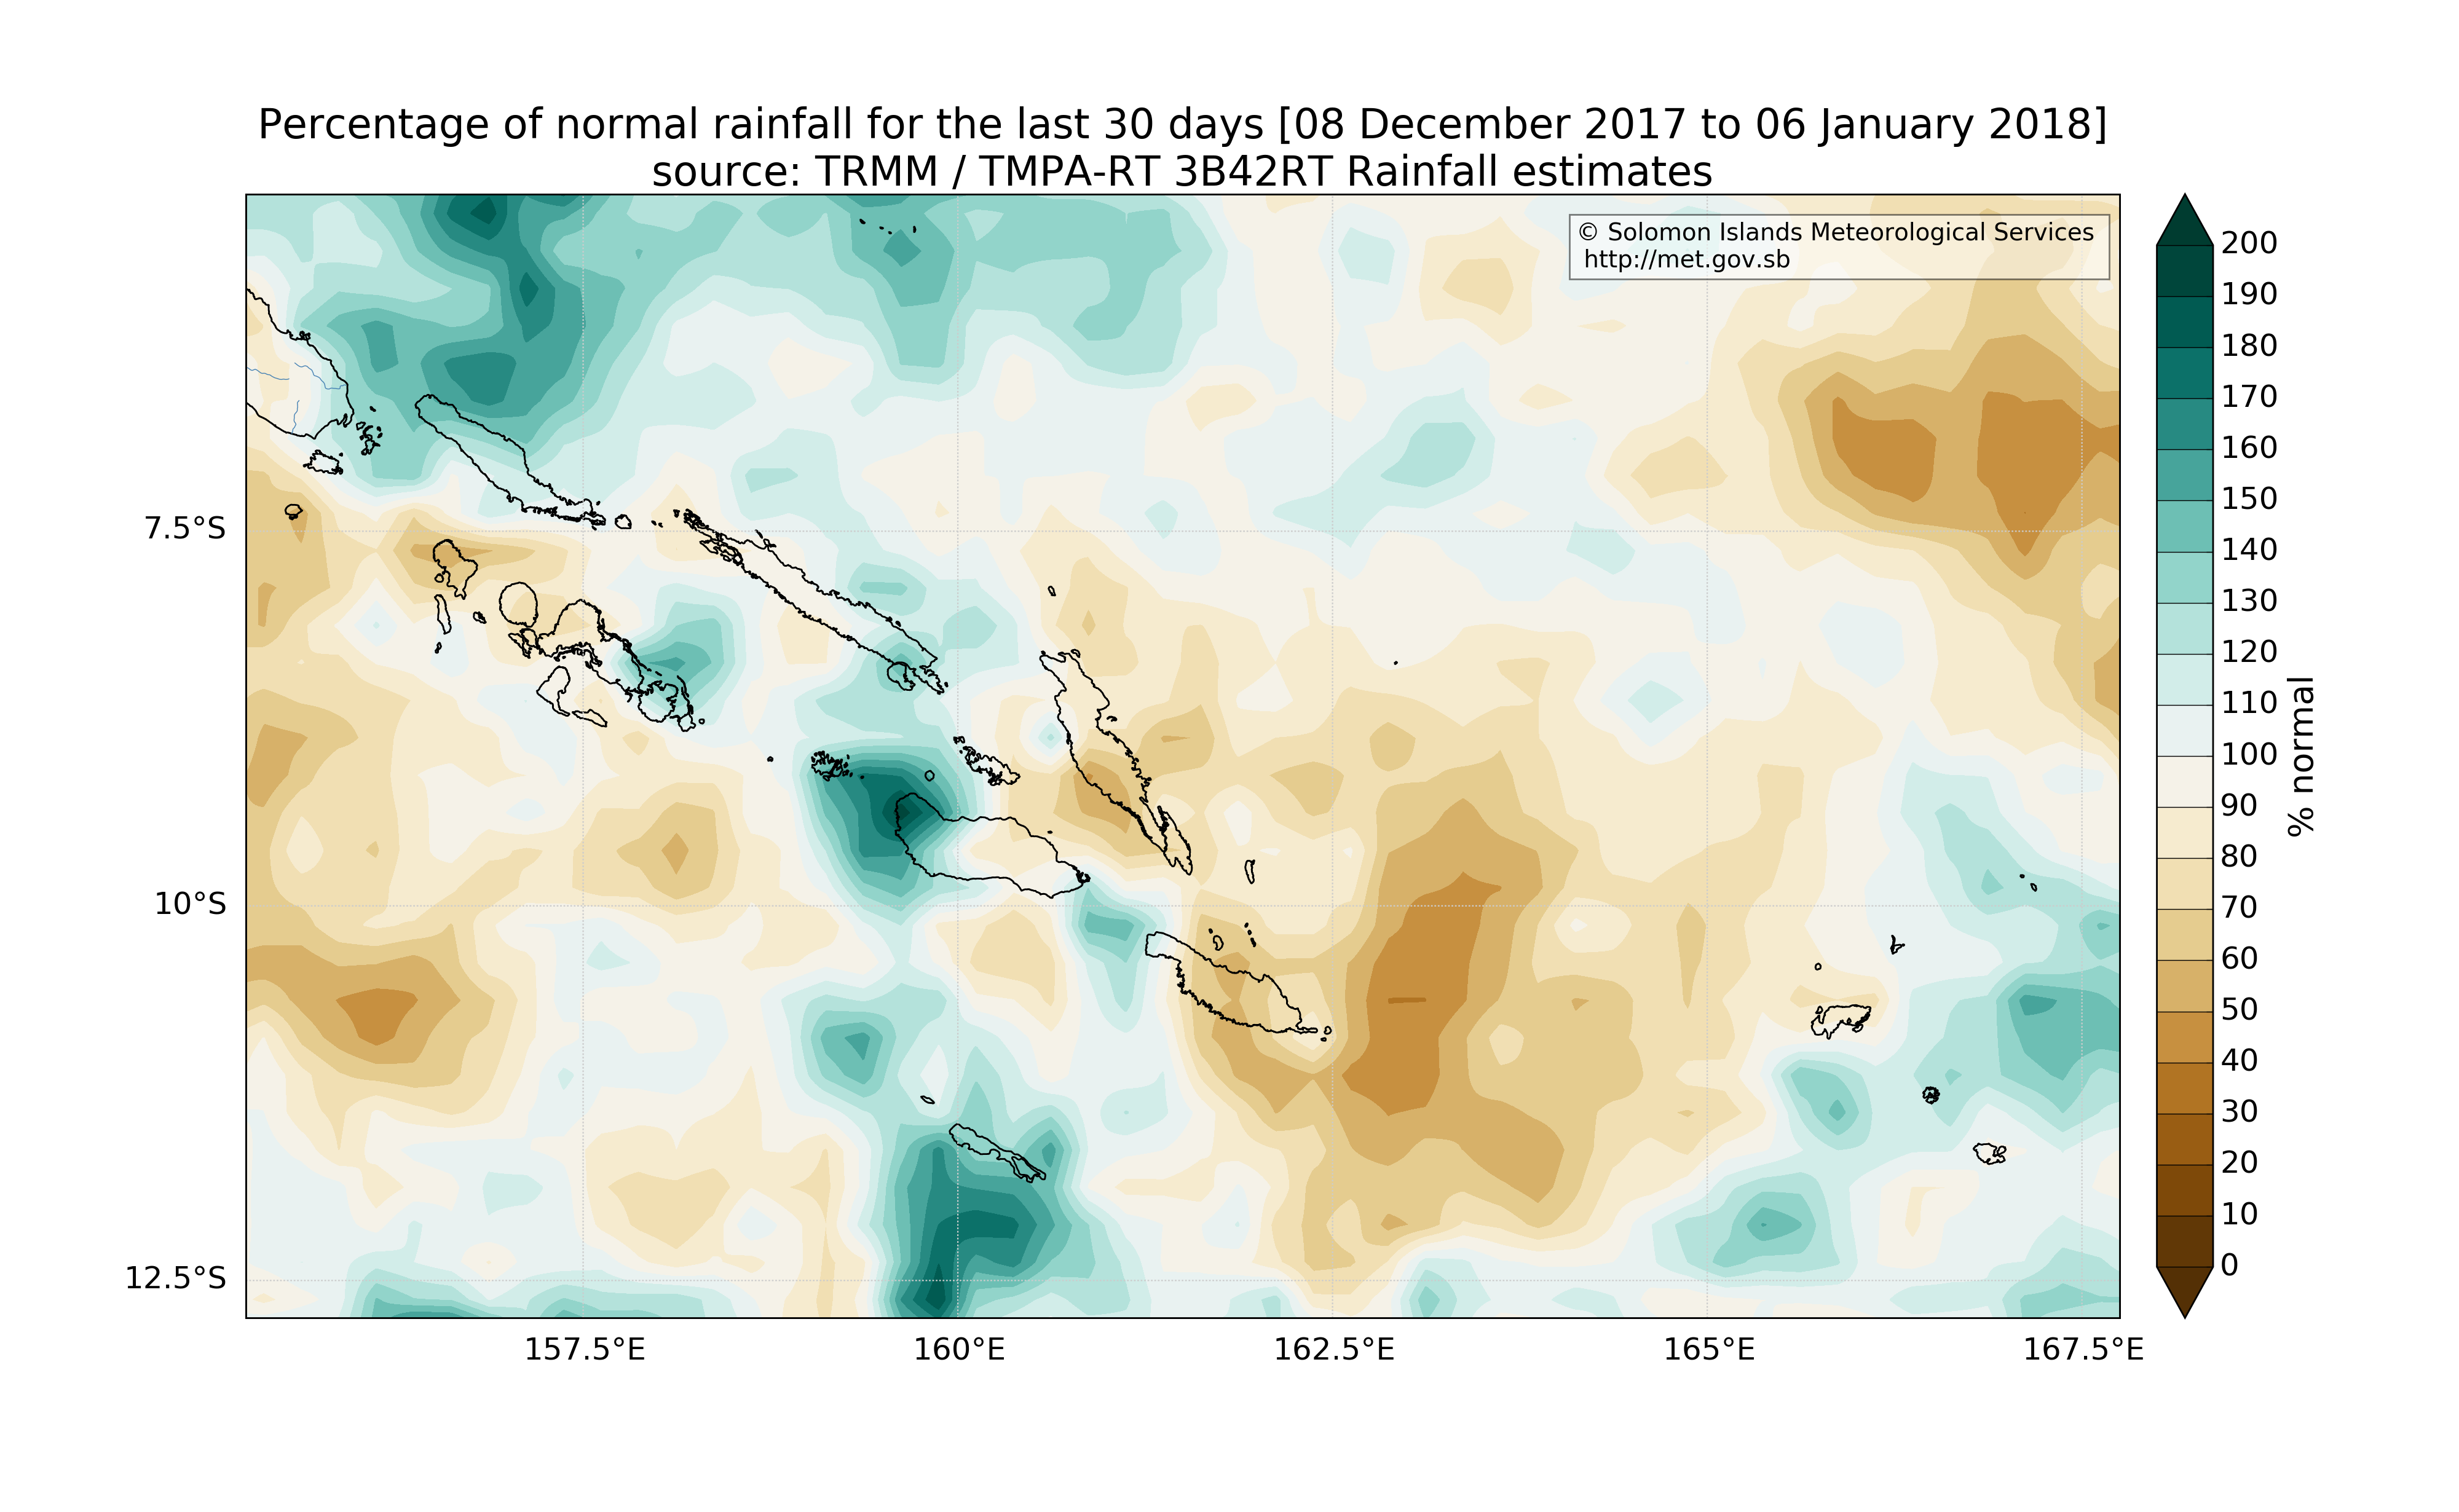 Percentage of normal rainfall for the last 30 days [08 December 2017 to 06 January 2018]
source: TRMM / TMPA-RT 3B42RT Rainfall estimates
© Solomon Islands Meteorological Services
http://met.gov.sb
7.5°S
10°S
12.5°S
157.5°E
160°E
162.5°E
165°E
167.5°E
200
190
180
170
160
150
140
130
120
110
100
90
80
70
60
50
40
30
20
10
0
% normal